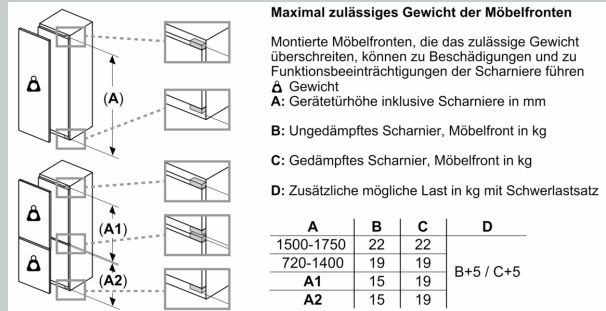 Maximal zulässiges Gewicht der Möbelfronten
Montierte Möbelfronten, die das zulässige Gewicht
überschreiten, können zu Beschädigungen und zu
Funktionsbeeinträchtigungen der Scharniere führen
Gewicht
A: Gerätetürhöhe inklusive Scharniere in mm
B: Ungedämpftes Scharnier, Möbelfront in kg
C: Gedämpftes Scharnier, Möbelfront in kg
D: Zusätzliche mögliche Last in kg mit Schwerlastsatz
(A)
(A1)
(A2)
A B C D
1500-1750 22 22
720-1400 19 19
B+5 / C+5
A1 15 19
A2 15 19